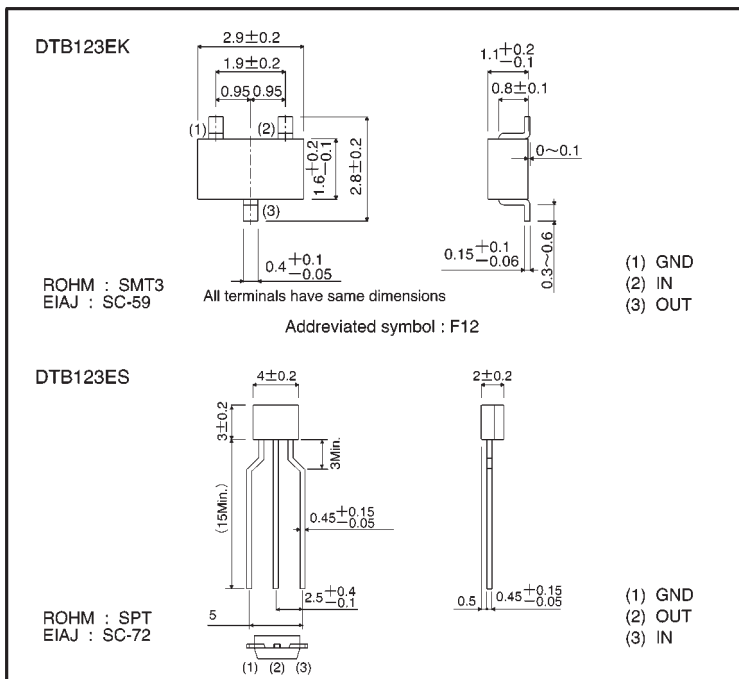 DTB123EK
2.9±0.2
1.9±0.2
0.95 0.95
(1) (2)
(3)
1.6+0.2−0.1
2.8±0.2
0.4+0.1−0.05
All terminals have same dimensions
1.1+0.2−0.1
0.8±0.1
0~0.1
0.15+0.1−0.06
0.3~0.6
ROHM : SMT3
EIAJ : SC-59
(1) GND
(2) IN
(3) OUT
Addreviated symbol : F12
DTB123ES
4±0.2
3±0.2
3Min.
(15Min.)
0.45+0.15−0.05
2.5+0.4−0.1
5
(1) (2) (3)
2±0.2
0.5
0.45+0.15−0.05
ROHM : SPT
EIAJ : SC-72
(1) GND
(2) OUT
(3) IN